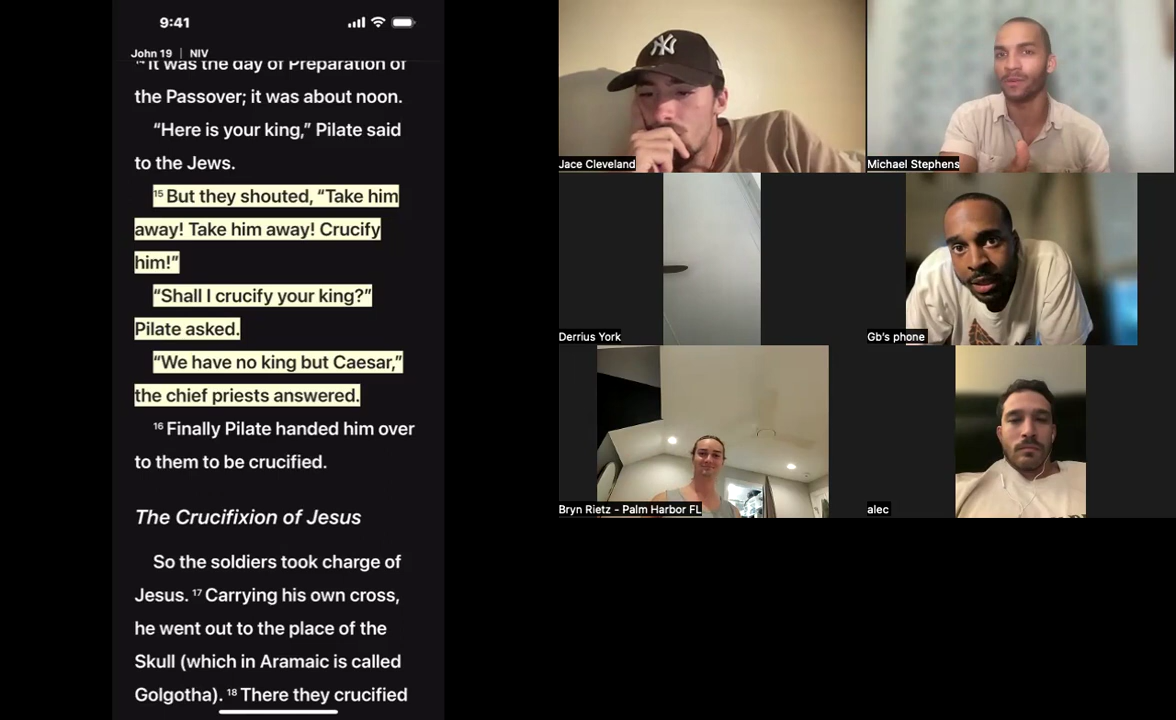 9:41
John 19 | NIV
14 It was the day of Preparation of
the Passover; it was about noon.
“Here is your king,” Pilate said
to the Jews.
15 But they shouted, “Take him
away! Take him away! Crucify
him!”
“Shall I crucify your king?”
Pilate asked.
“We have no king but Caesar,”
the chief priests answered.
16 Finally Pilate handed him over
to them to be crucified.
The Crucifixion of Jesus
So the soldiers took charge of
Jesus. 17 Carrying his own cross,
he went out to the place of the
Skull (which in Aramaic is called
Golgotha). 18 There they crucified
NY
Jace Cleveland
Michael Stephens
Derrius York
Gb's phone
Bryn Rietz - Palm Harbor FL
alec